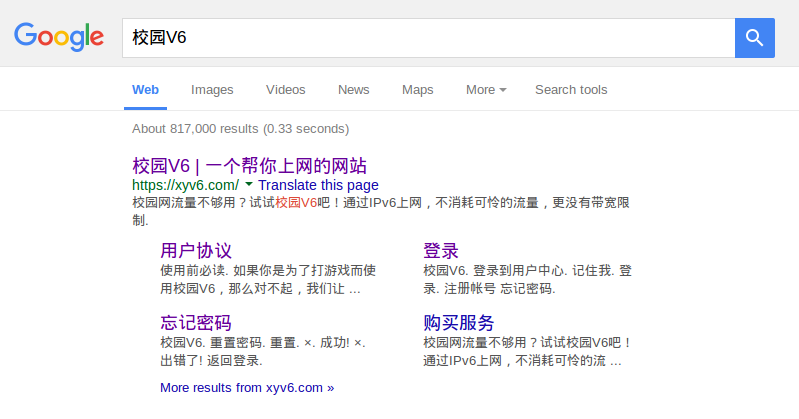 Google 校园V6
Web Images Videos News Maps More Search tools
About 817,000 results (0.33 seconds)
校园V6 | 一个帮你上网的网站
https://xyv6.com/ Translate this page
校园网流量不够用？试试校园V6吧！通过IPv6上网，不消耗可怜的流量，更没有带宽限
制.
用户协议
使用前必读. 如果你是为了打游戏而使
用校园V6，那么对不起，我们让 ...
登录
校园V6. 登录到用户中心. 记住我. 登
录. 注册帐号 忘记密码.
忘记密码
校园V6. 重置密码. 重置. ×. 成功! ×.
出错了! 返回登录.
购买服务
校园网流量不够用？试试校园V6吧！
通过IPv6上网，不消耗可怜的流 ...
More results from xyv6.com »